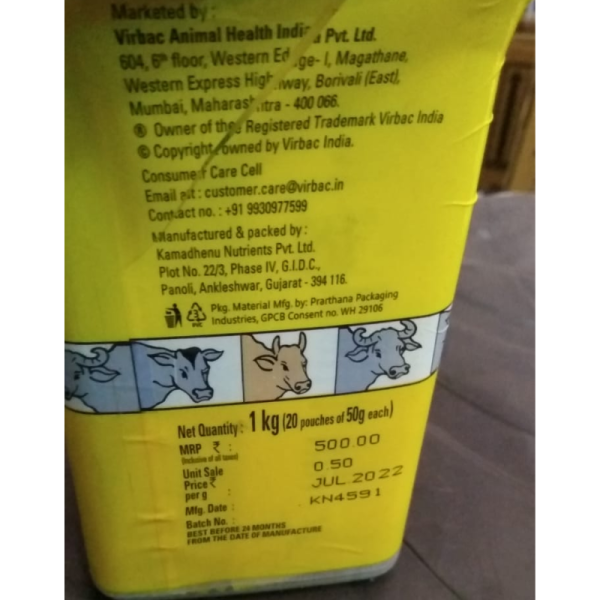 Marketed by :
Virbac Animal Health India Pvt. Ltd.
604, 6th floor, Western Edge- I, Magathane,
Western Express Highway, Borivali (East),
Mumbai, Maharashtra - 400 066.
® Owner of the Registered Trademark Virbac India
© Copyright owned by Virbac India.
Consumer Care Cell
Email at : customer.care@virbac.in
Contact no. : +91 9930977599
Manufactured & packed by :
Kamadhenu Nutrients Pvt. Ltd.
Plot No. 22/3, Phase IV, G.I.D.C.,
Panoli, Ankleshwar, Gujarat - 394 116.
3
PVC
Pkg. Material Mfg. by: Prarthana Packaging
Industries, GPCB Consent no. WH 29106
Net Quantity : 1 kg (20 pouches of 50g each)
MRP ₹ : 500.00
(Inclusive of all taxes)
Unit Sale
Price ₹ 0.50
per g :
Mfg. Date : JUL.2022
Batch No. : KN4591
BEST BEFORE 24 MONTHS
FROM THE DATE OF MANUFACTURE